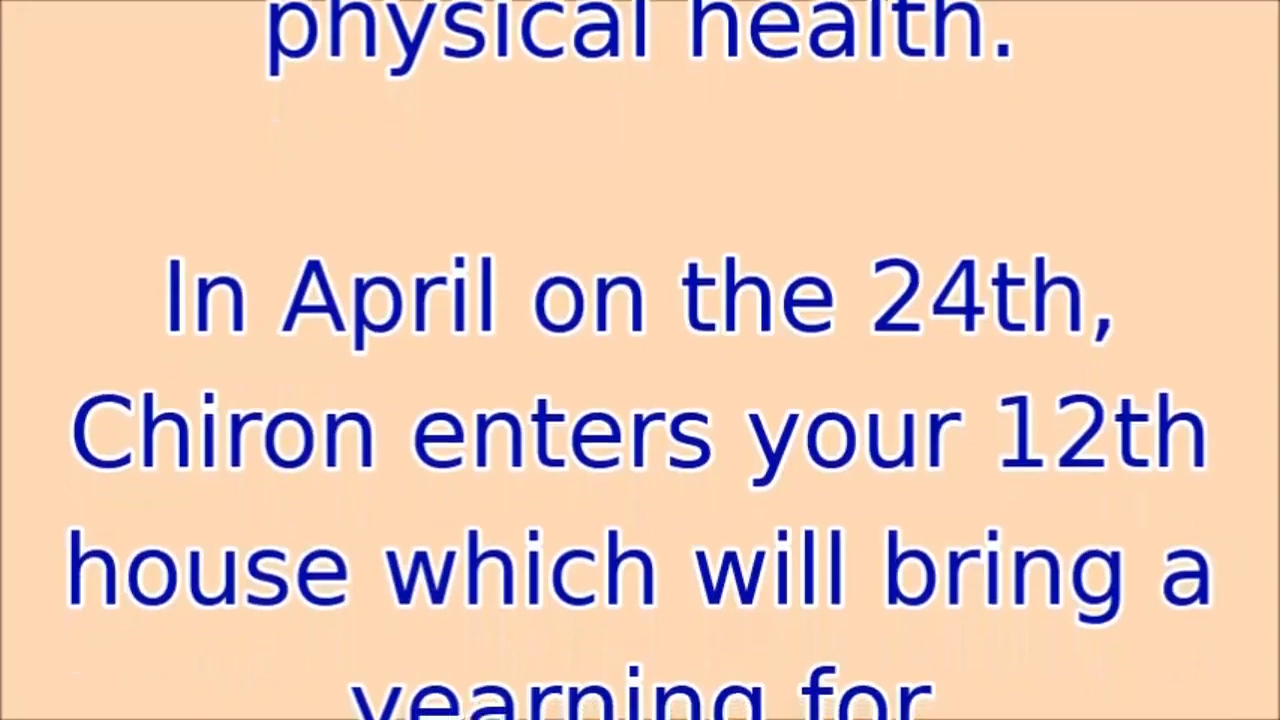 physical health.
In April on the 24th,
Chiron enters your 12th
house which will bring a
yearning for